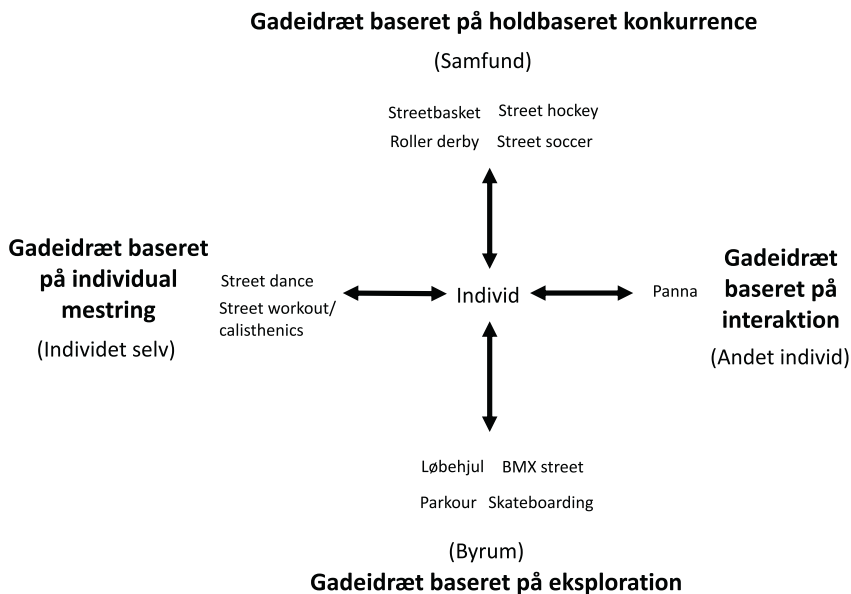 Gadeidræt baseret på holdbaseret konkurrence
(Samfund)
Streetbasket Street hockey
Roller derby Street soccer
Gadeidræt baseret
på individual
mestring
(Individet selv)
Street dance
Street workout/
calisthenics
Individ
Panna
Gadeidræt
baseret på
interaktion
(Andet individ)
Løbehjul BMX street
Parkour Skateboarding
(Byrum)
Gadeidræt baseret på eksploration